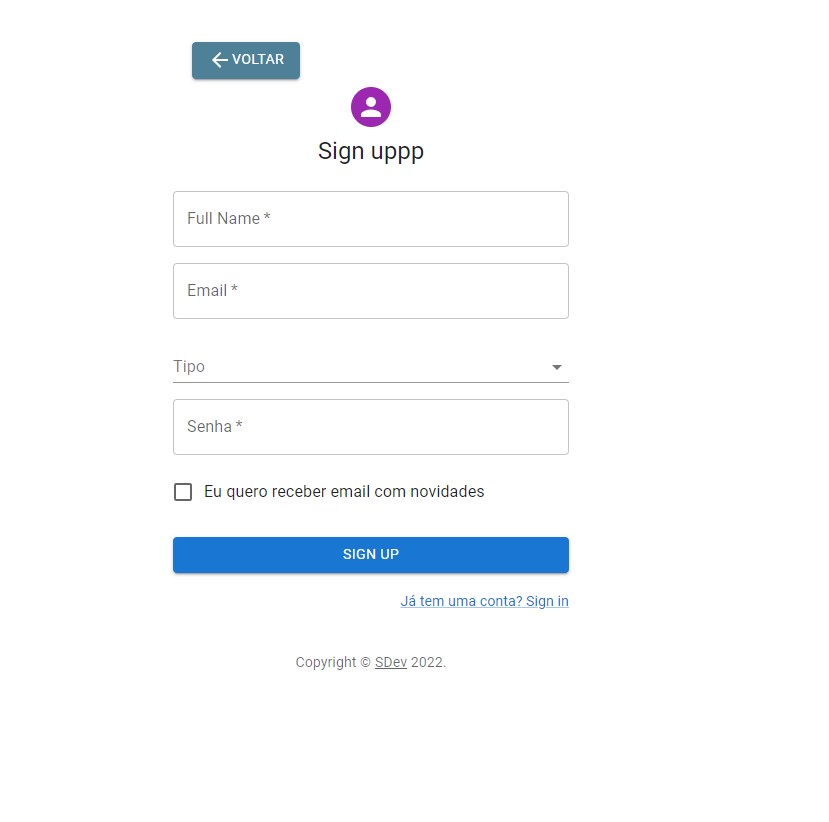 VOLTAR
Sign uppp
Full Name *
Email *
Tipo
Senha *
Eu quero receber email com novidades
SIGN UP
Já tem uma conta? Sign in
Copyright © SDev 2022.